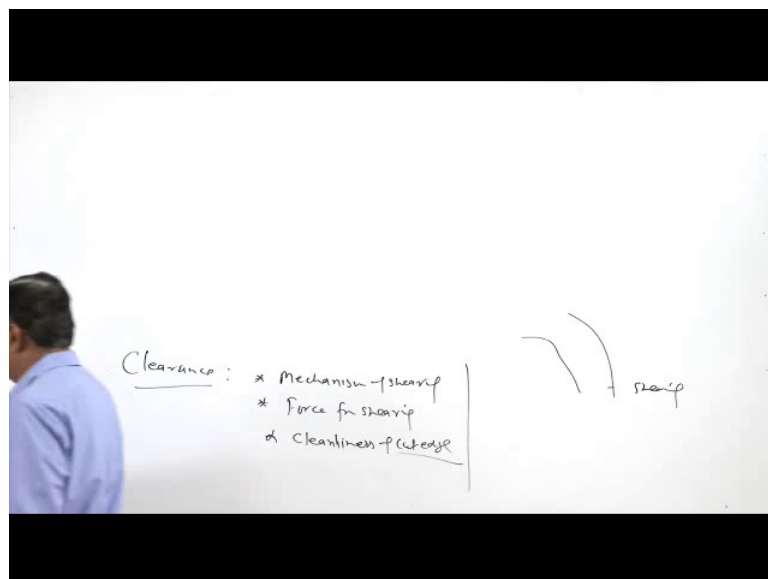 Clearance : * Mechanism of shearing
* Force for shearing
* Cleanliness of cut edge
shearing